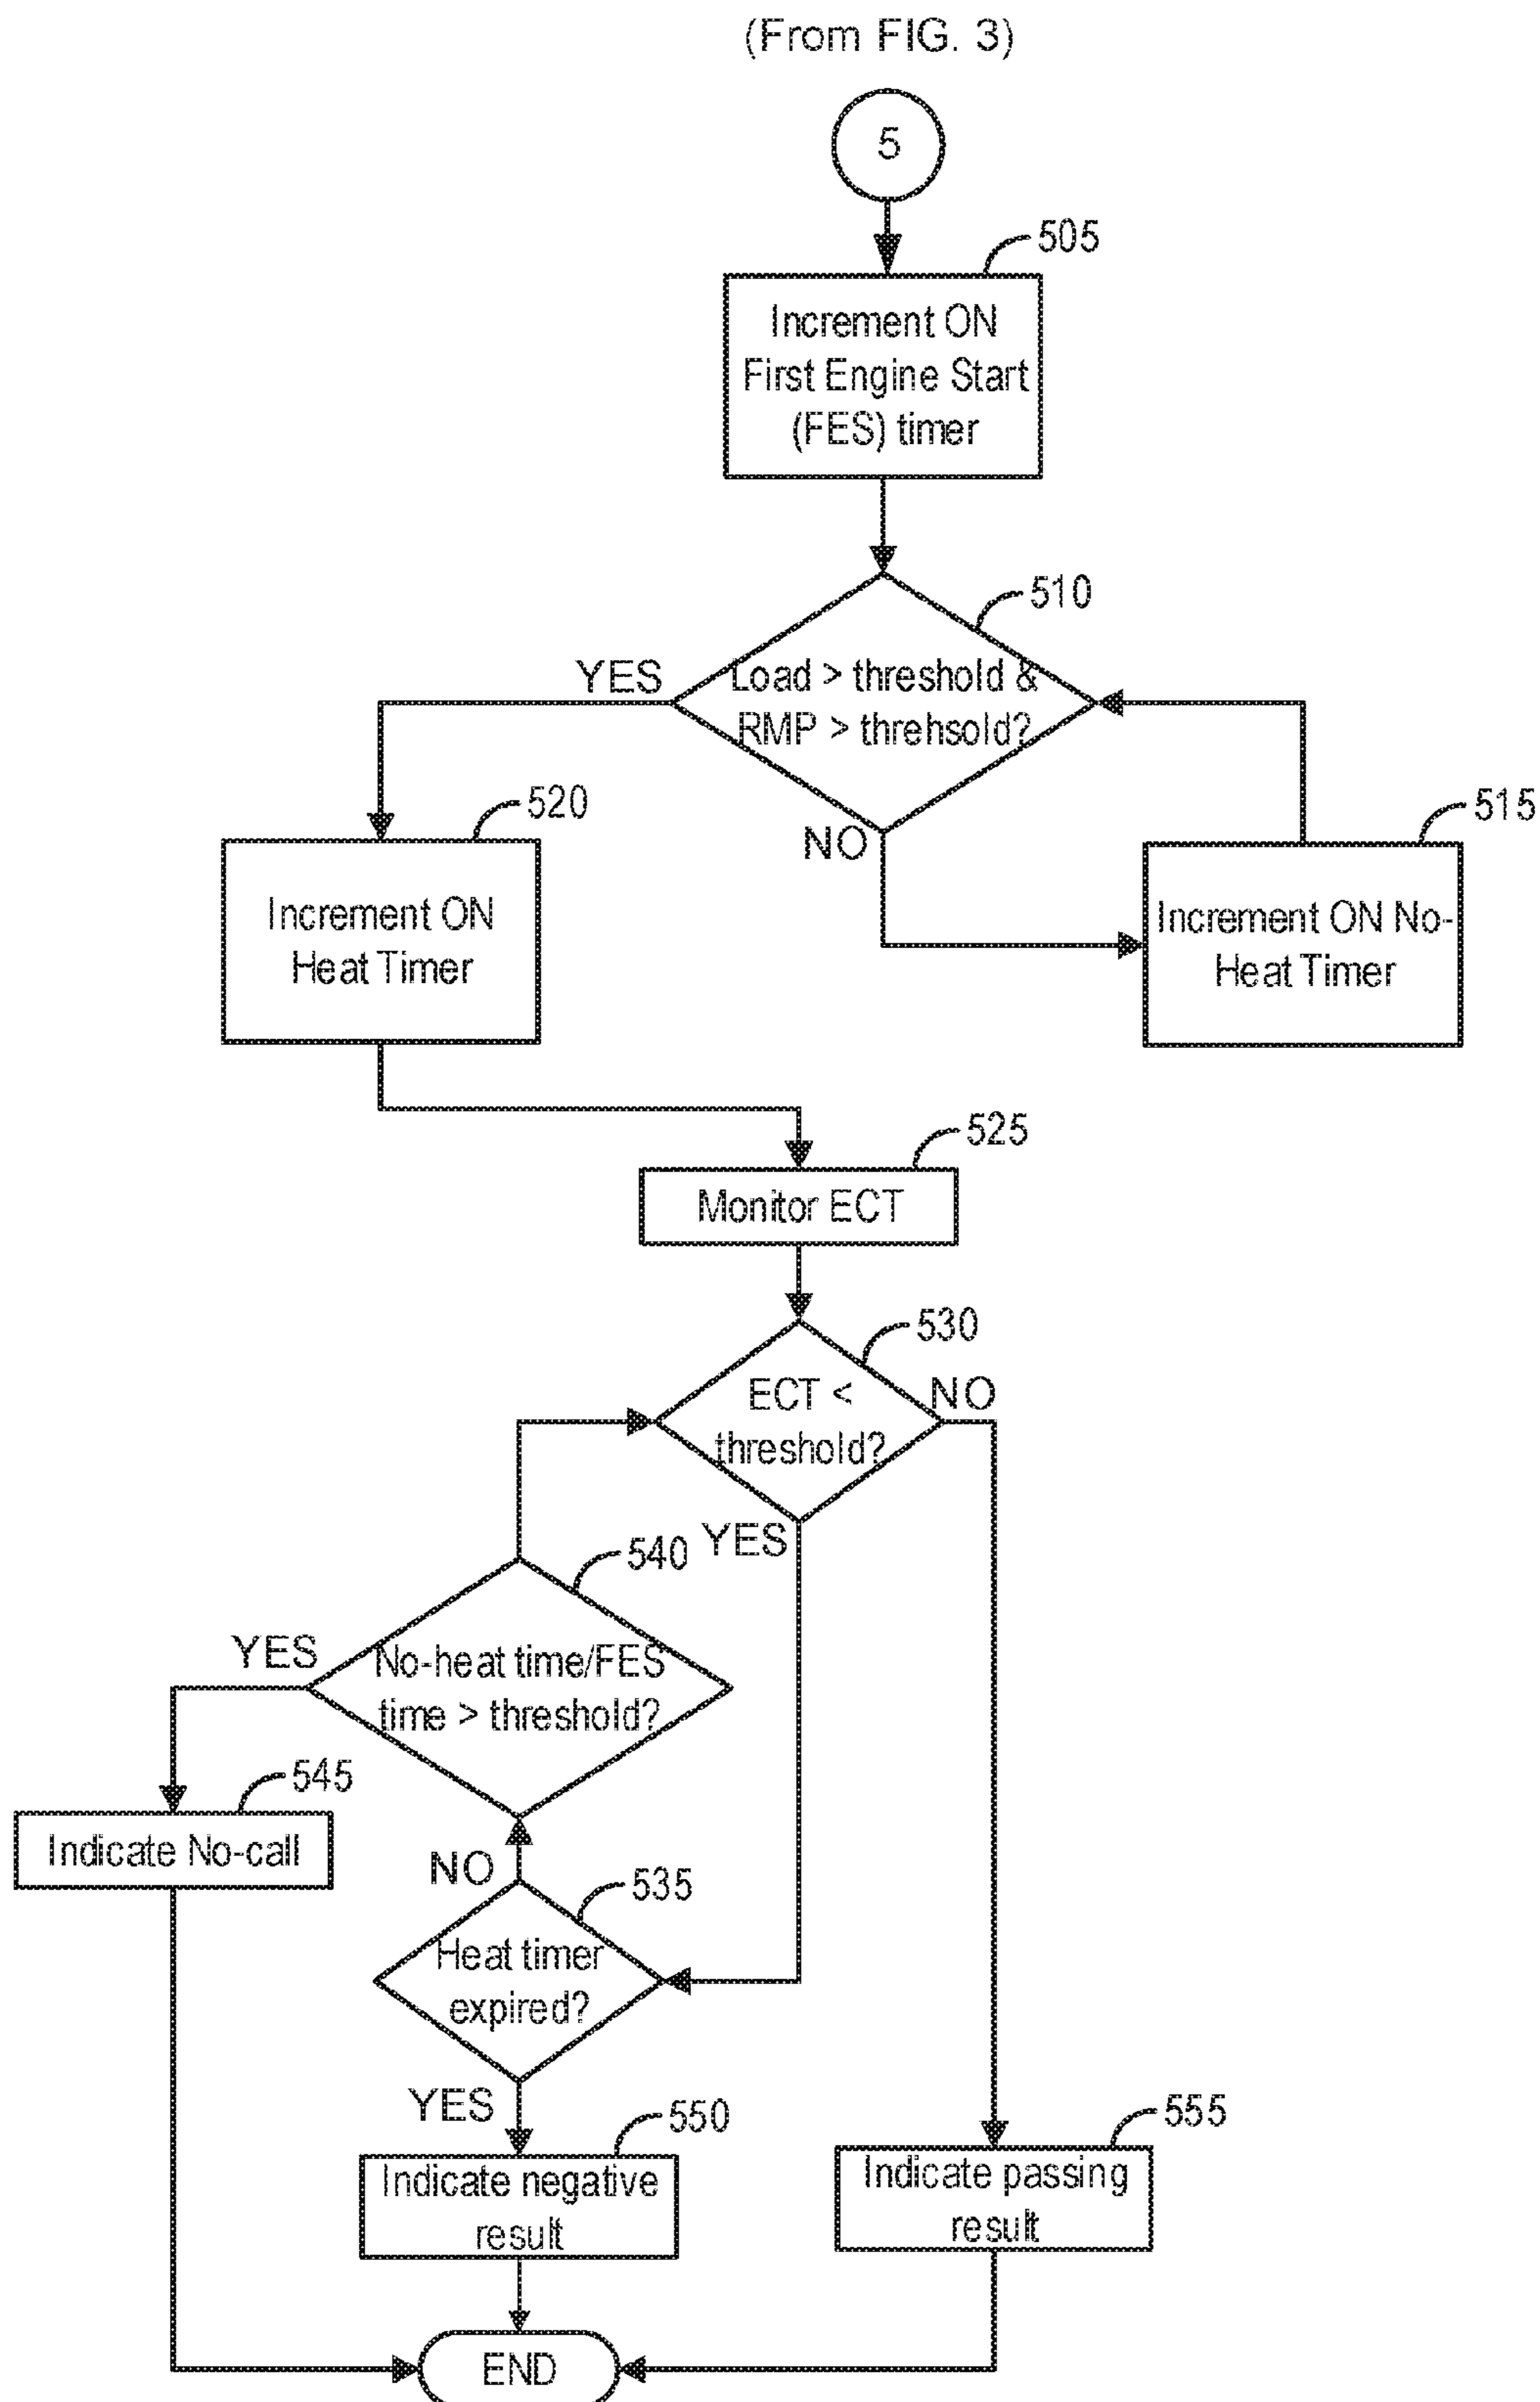 (From FIG. 3)
5
505
Increment ON
First Engine Start
(FES) timer
510
YES
Load > threshold &
RMP > threhsold?
NO
520
Increment ON
Heat Timer
515
Increment ON No-
Heat Timer
525
Monitor ECT
530
ECT <
threshold?
NO
YES
540
YES
No-heat time/FES
time > threshold?
545
Indicate No-call
NO
535
Heat timer
expired?
YES
550
Indicate negative
result
555
Indicate passing
result
END